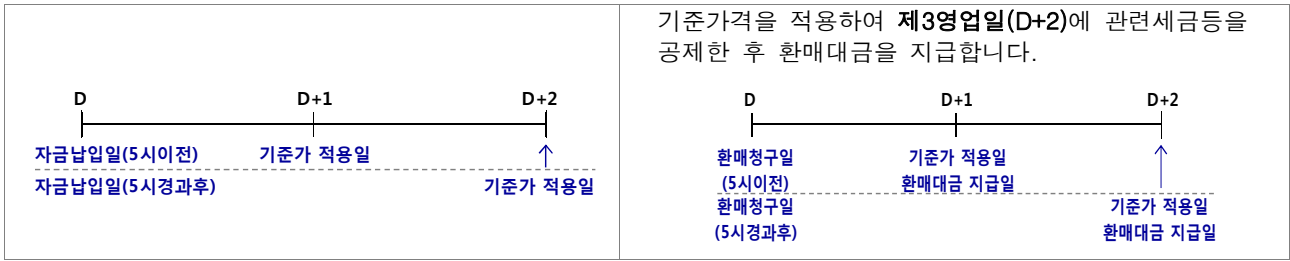 D D+1 D+2
자금납입일(5시이전) 기준가 적용일
자금납입일(5시경과후) 기준가 적용일
기준가격을 적용하여 제3영업일(D+2)에 관련세금등을
공제한 후 환매대금을 지급합니다.
D D+1 D+2
환매청구일 기준가 적용일
(5시이전) 환매대금 지급일
환매청구일 기준가 적용일
(5시경과후) 환매대금 지급일